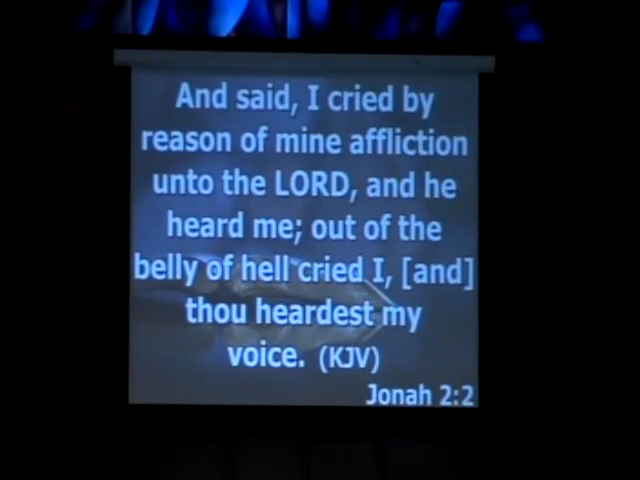 And said, I cried by
reason of mine affliction
unto the LORD, and he
heard me; out of the
belly of hell cried I, [and]
thou heardest my
voice. (KJV)
Jonah 2:2